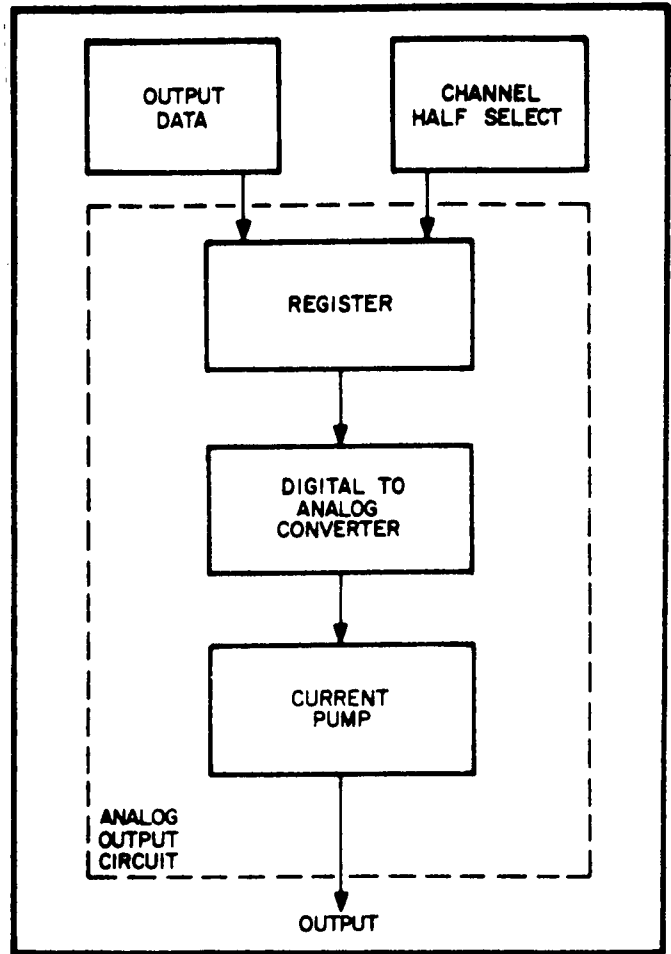 OUTPUT
DATA
CHANNEL
HALF SELECT
REGISTER
DIGITAL TO
ANALOG
CONVERTER
CURRENT
PUMP
ANALOG
OUTPUT
CIRCUIT
OUTPUT